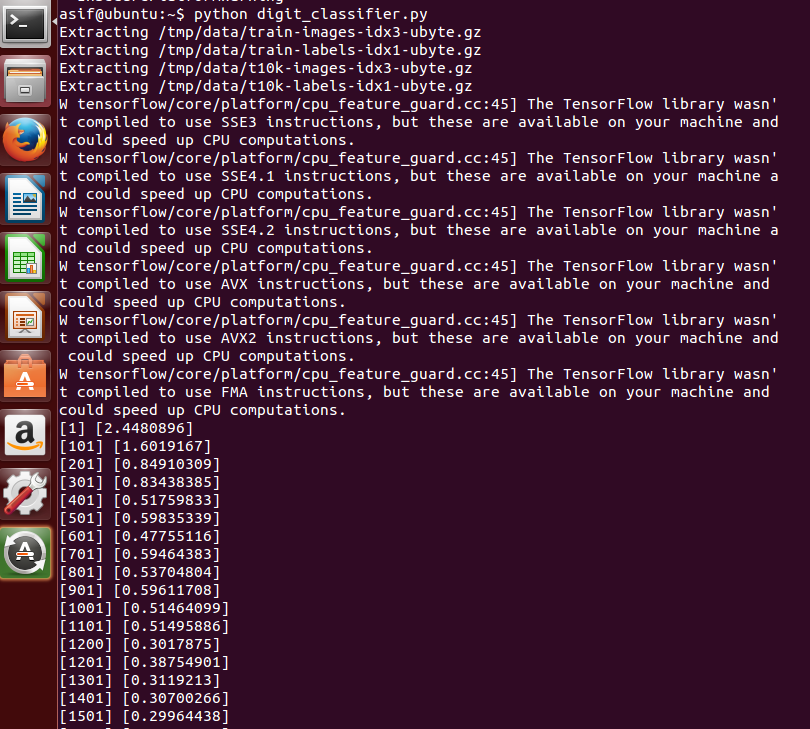 asif@ubuntu:~$ python digit_classifier.py
Extracting /tmp/data/train-images-idx3-ubyte.gz
Extracting /tmp/data/train-labels-idx1-ubyte.gz
Extracting /tmp/data/t10k-images-idx3-ubyte.gz
Extracting /tmp/data/t10k-labels-idx1-ubyte.gz
W tensorflow/core/platform/cpu_feature_guard.cc:45] The TensorFlow library wasn'
t compiled to use SSE3 instructions, but these are available on your machine and
 could speed up CPU computations.
W tensorflow/core/platform/cpu_feature_guard.cc:45] The TensorFlow library wasn'
t compiled to use SSE4.1 instructions, but these are available on your machine a
nd could speed up CPU computations.
W tensorflow/core/platform/cpu_feature_guard.cc:45] The TensorFlow library wasn'
t compiled to use SSE4.2 instructions, but these are available on your machine a
nd could speed up CPU computations.
W tensorflow/core/platform/cpu_feature_guard.cc:45] The TensorFlow library wasn'
t compiled to use AVX instructions, but these are available on your machine and
could speed up CPU computations.
W tensorflow/core/platform/cpu_feature_guard.cc:45] The TensorFlow library wasn'
t compiled to use AVX2 instructions, but these are available on your machine and
 could speed up CPU computations.
W tensorflow/core/platform/cpu_feature_guard.cc:45] The TensorFlow library wasn'
t compiled to use FMA instructions, but these are available on your machine and
could speed up CPU computations.
[1] [2.4480896]
[101] [1.6019167]
[201] [0.84910309]
[301] [0.83438385]
[401] [0.51759833]
[501] [0.59835339]
[601] [0.47755116]
[701] [0.59464383]
[801] [0.53704804]
[901] [0.59611708]
[1001] [0.51464099]
[1101] [0.51495886]
[1200] [0.3017875]
[1201] [0.38754901]
[1301] [0.3119213]
[1401] [0.30700266]
[1501] [0.29964438]